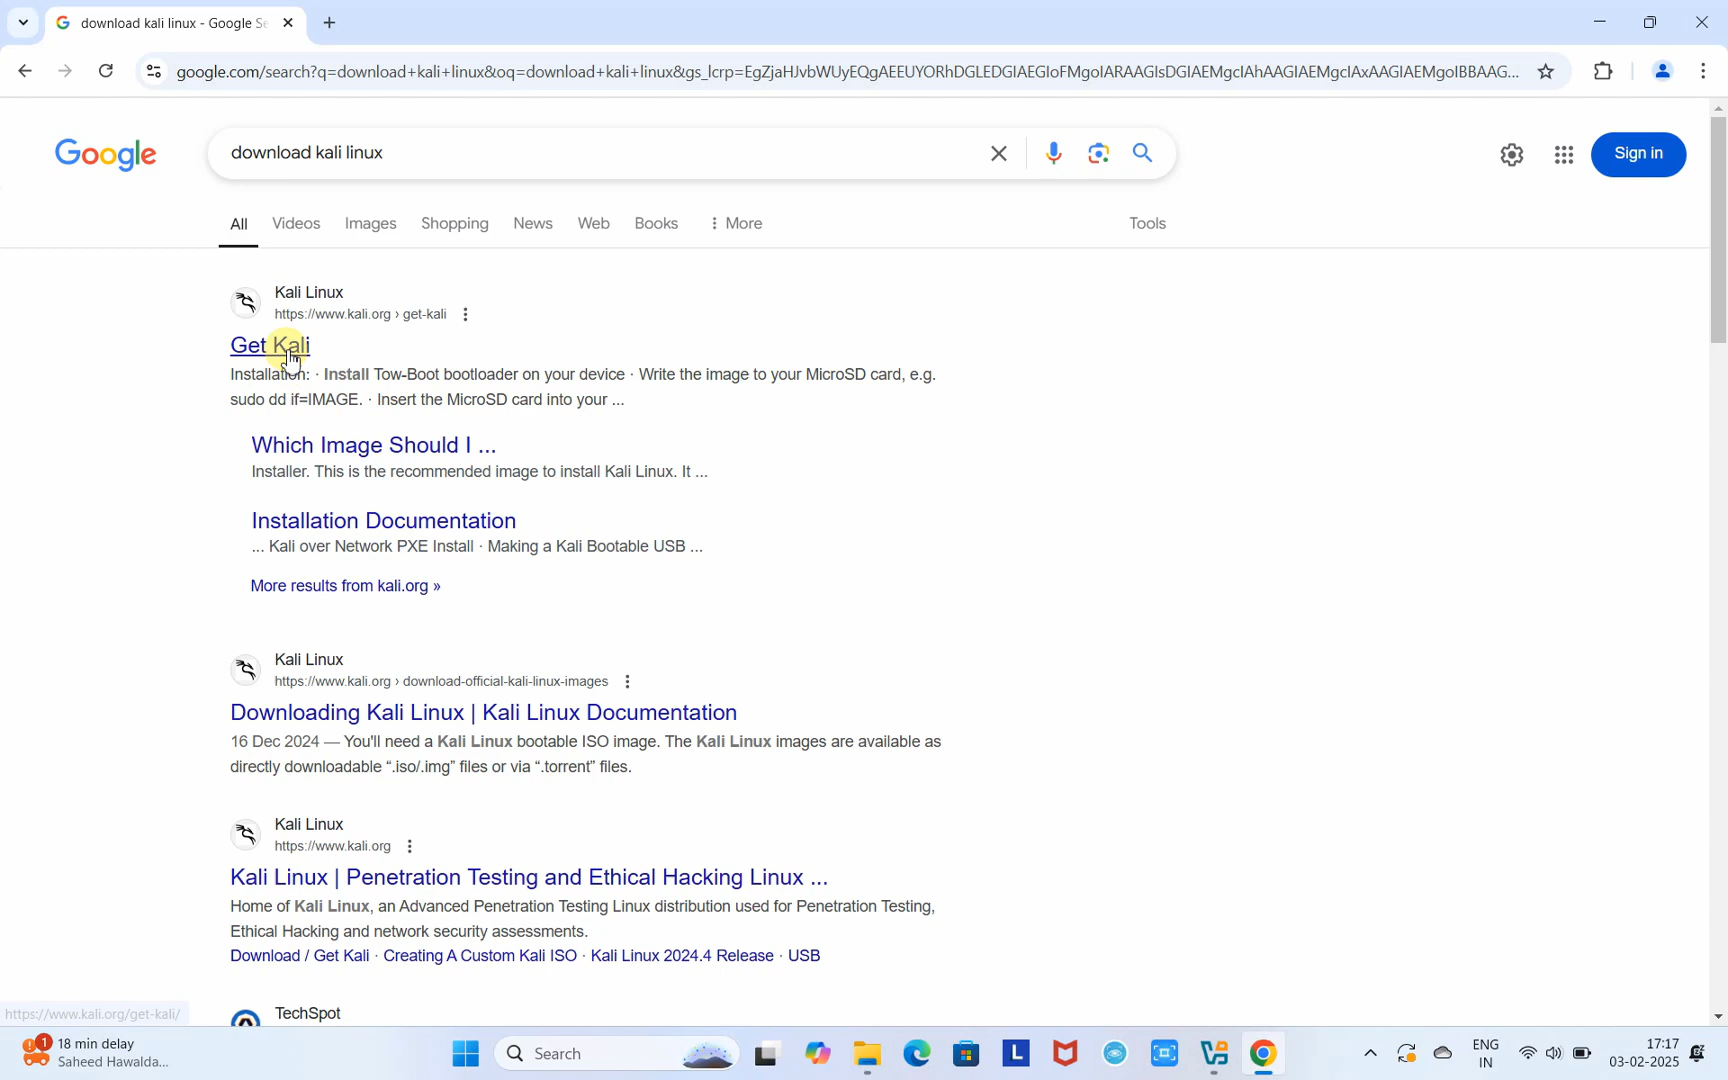 download kali linux - Google Se
google.com/search?q=download+kali+linux&oq=download+kali+linux&gs_lcrp=EgZjaHJvbWUyEQgAEEUYORhDGLEDGIAEGIoFMgoIARAAGIsDGIAEMgcIAhAAGIAEMgcIAxAAGIAEMgoIBBAAG...
Google
download kali linux
Sign in
All
Videos
Images
Shopping
News
Web
Books
More
Tools
Kali Linux
https://www.kali.org › get-kali
Get Kali
Installation: · Install Tow-Boot bootloader on your device · Write the image to your MicroSD card, e.g.
sudo dd if=IMAGE. · Insert the MicroSD card into your ...
Which Image Should I ...
Installer. This is the recommended image to install Kali Linux. It ...
Installation Documentation
... Kali over Network PXE Install · Making a Kali Bootable USB ...
More results from kali.org »
Kali Linux
https://www.kali.org › download-official-kali-linux-images
Downloading Kali Linux | Kali Linux Documentation
16 Dec 2024 — You'll need a Kali Linux bootable ISO image. The Kali Linux images are available as
directly downloadable “.iso/.img” files or via “.torrent” files.
Kali Linux
https://www.kali.org
Kali Linux | Penetration Testing and Ethical Hacking Linux ...
Home of Kali Linux, an Advanced Penetration Testing Linux distribution used for Penetration Testing,
Ethical Hacking and network security assessments.
Download / Get Kali · Creating A Custom Kali ISO · Kali Linux 2024.4 Release · USB
TechSpot
https://www.kali.org/get-kali/
1
18 min delay
Saheed Hawalda...
Search
L
ENG
IN
17:17
03-02-2025